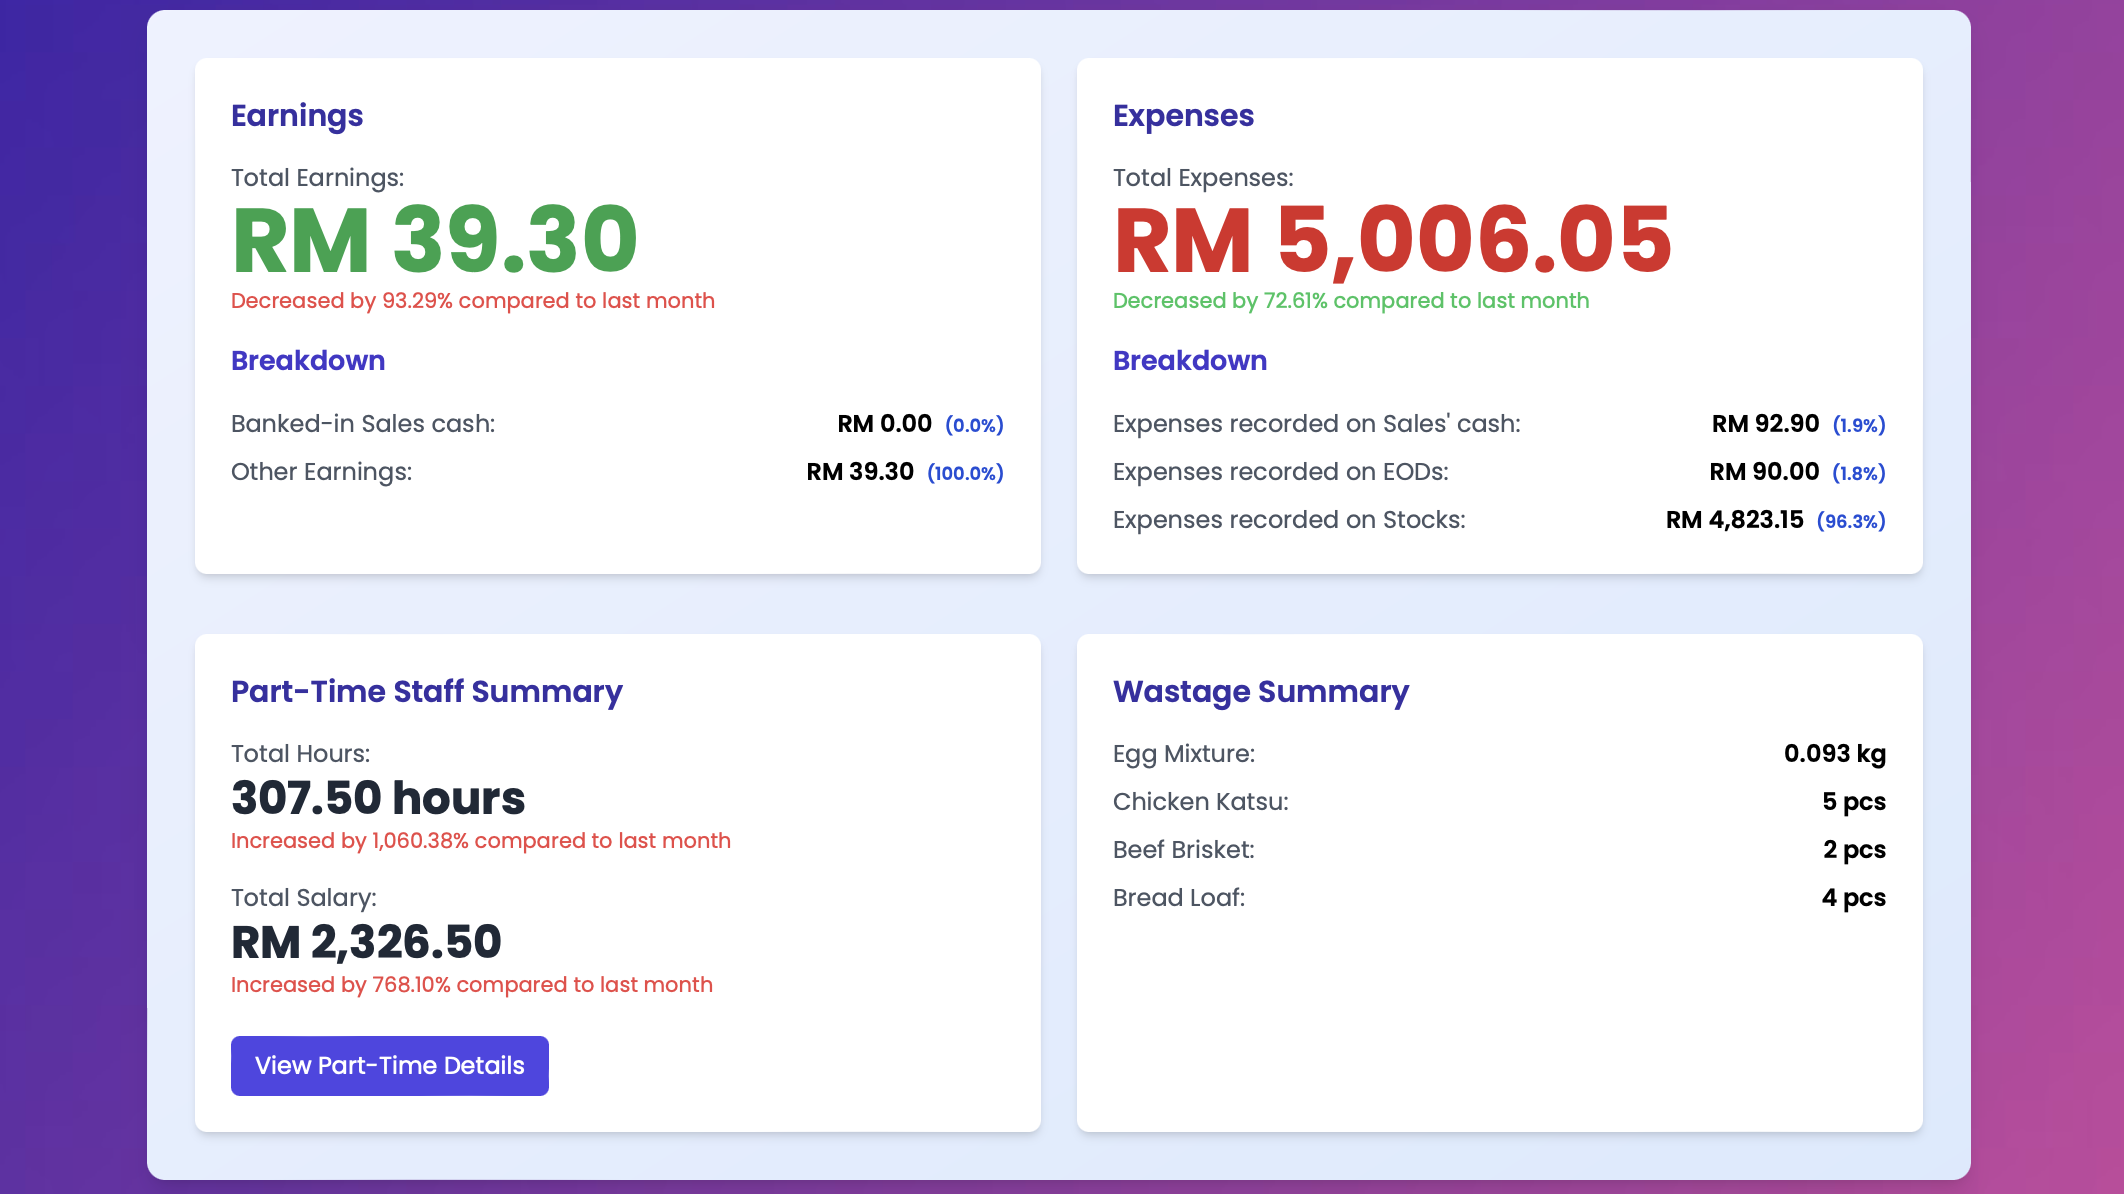 Earnings
Total Earnings:
RM 39.30
Decreased by 93.29% compared to last month
Breakdown
Banked-in Sales cash: RM 0.00 (0.0%)
Other Earnings: RM 39.30 (100.0%)
Expenses
Total Expenses:
RM 5,006.05
Decreased by 72.61% compared to last month
Breakdown
Expenses recorded on Sales' cash: RM 92.90 (1.9%)
Expenses recorded on EODs: RM 90.00 (1.8%)
Expenses recorded on Stocks: RM 4,823.15 (96.3%)
Part-Time Staff Summary
Total Hours:
307.50 hours
Increased by 1,060.38% compared to last month
Total Salary:
RM 2,326.50
Increased by 768.10% compared to last month
View Part-Time Details
Wastage Summary
Egg Mixture: 0.093 kg
Chicken Katsu: 5 pcs
Beef Brisket: 2 pcs
Bread Loaf: 4 pcs